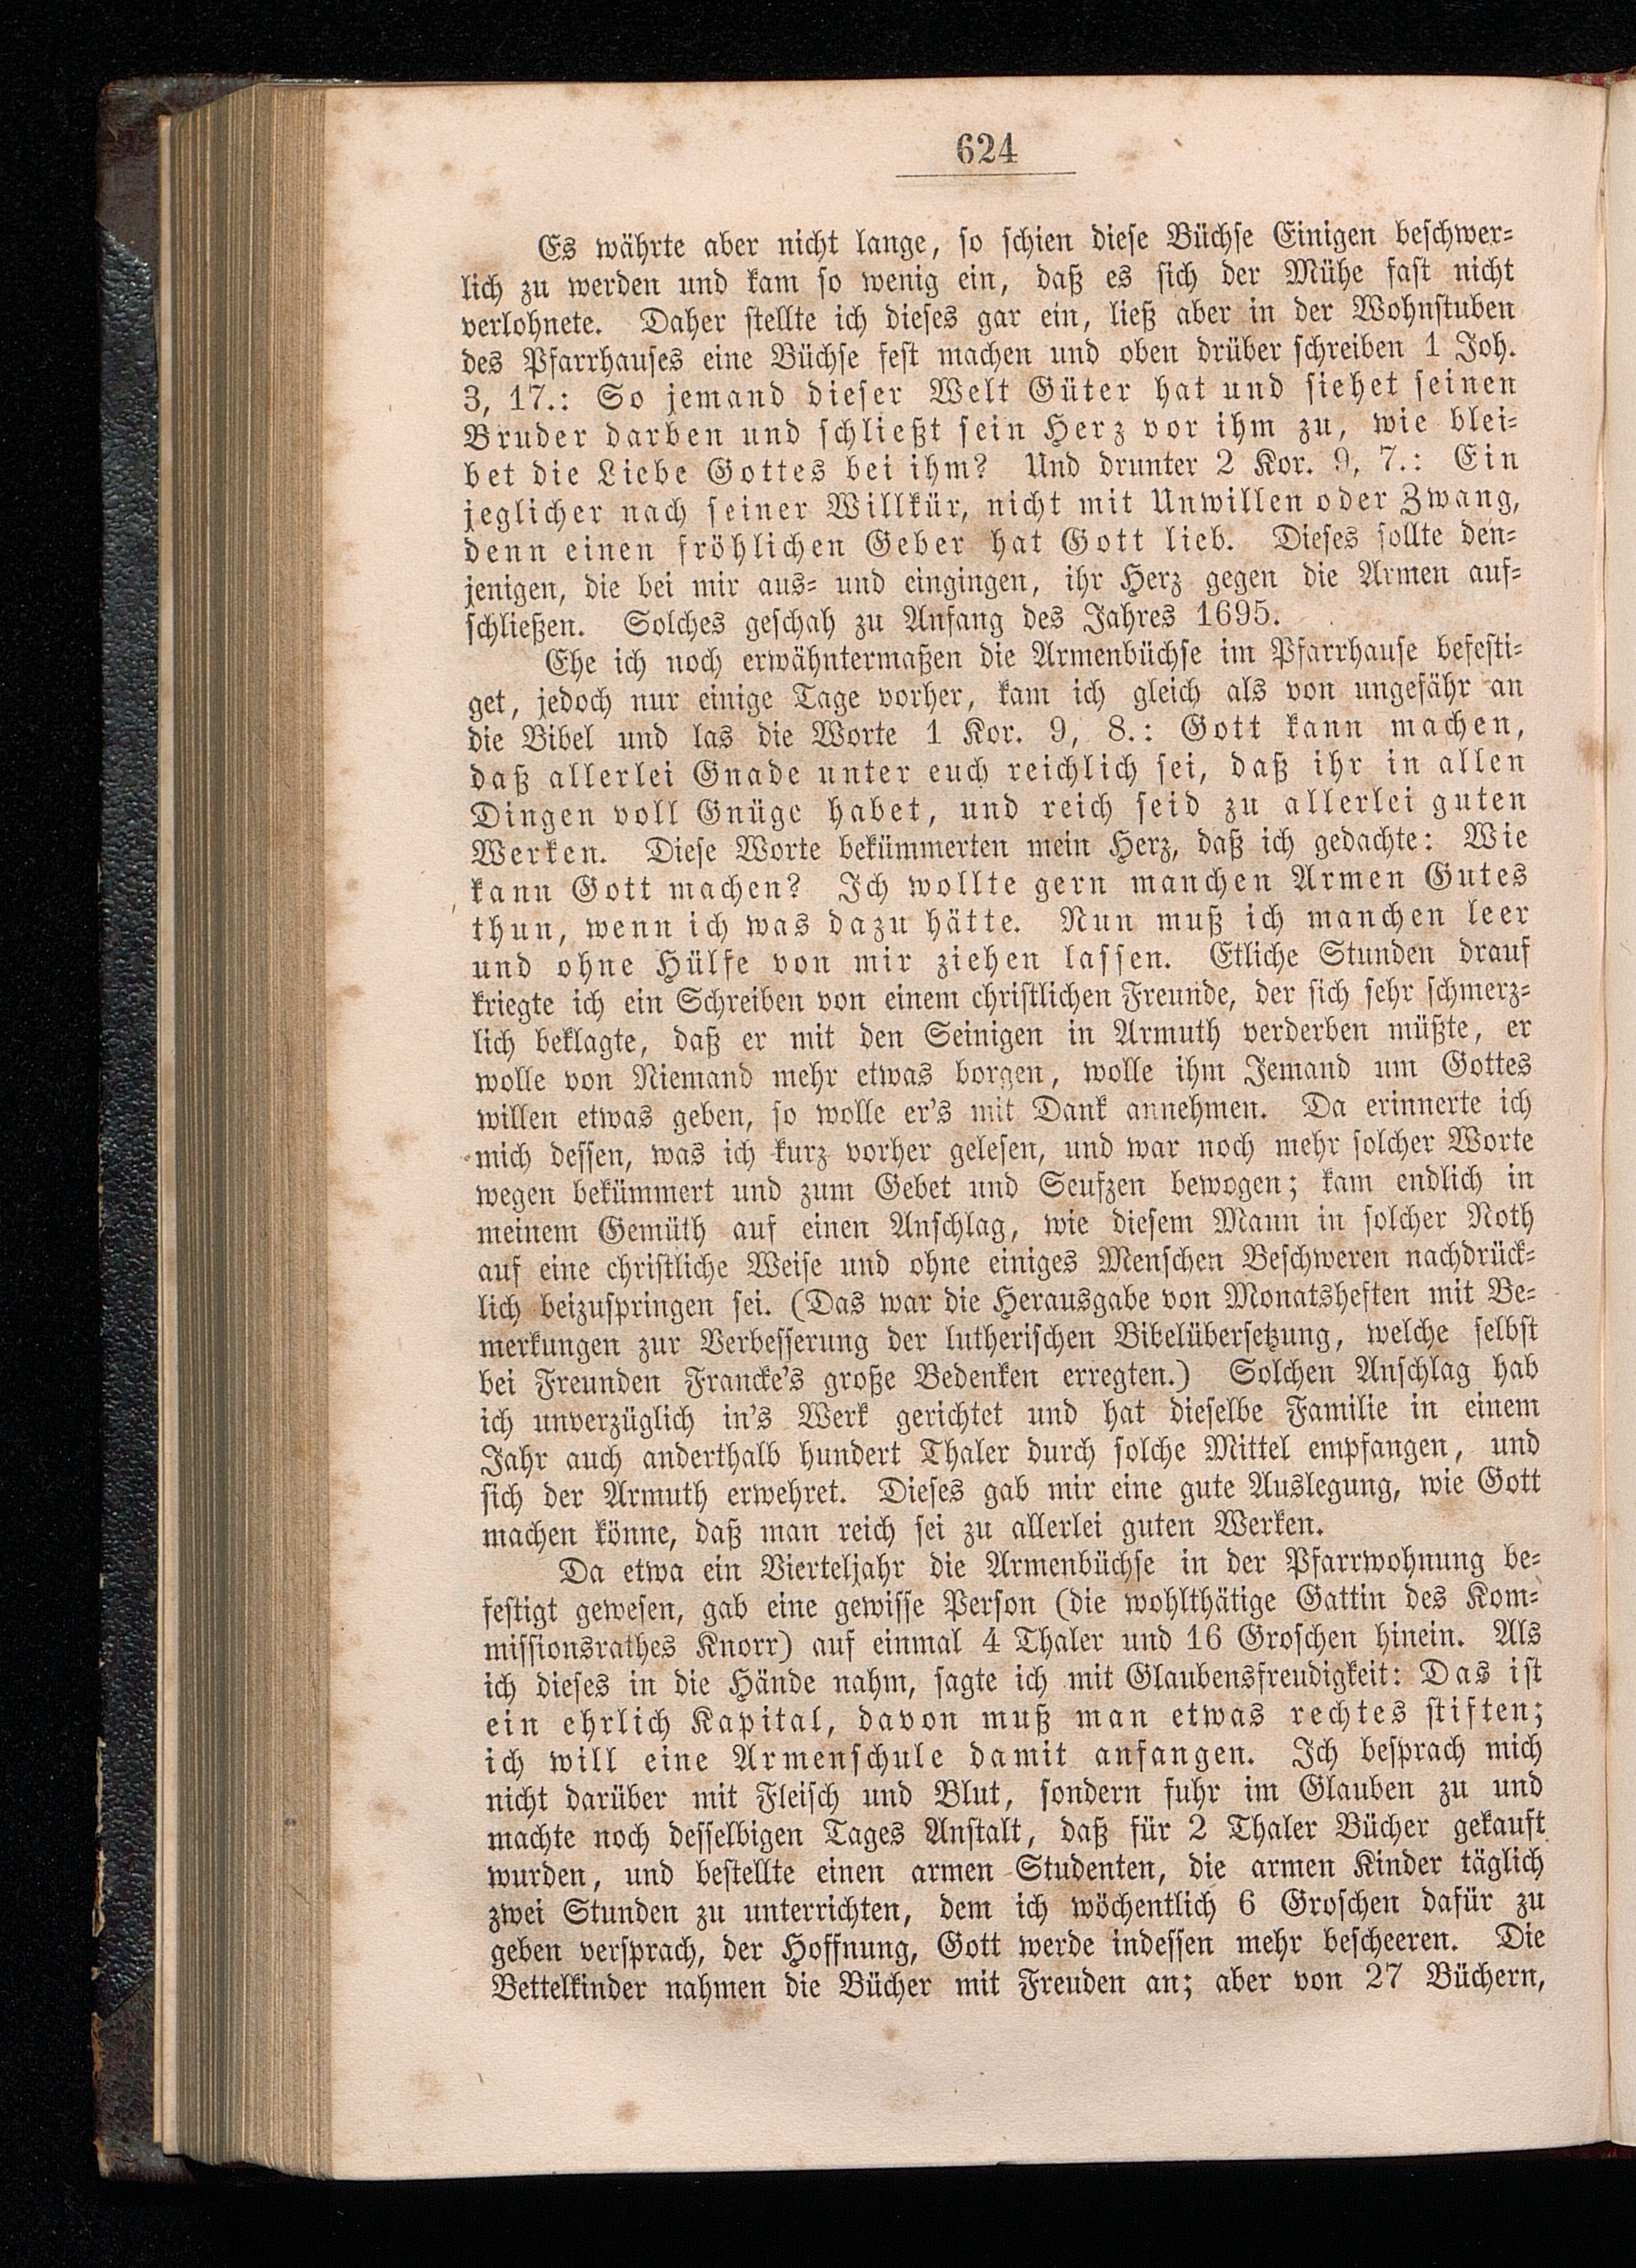 624
Es währte aber nicht lange, so schien diese Büchse Einigen beschwer-
lich zu werden und kam so wenig ein, daß es sich der Mühe fast nicht
verlohnete. Daher stellte ich dieses gar ein, ließ aber in der Wohnstuben
des Pfarrhauses eine Büchse fest machen und oben drüber schreiben 1 Joh.
3, 17.: So jemand dieser Welt Güter hat und siehet seinen
Bruder darben und schließt sein Herz vor ihm zu, wie blei-
bet die Liebe Gottes bei ihm? Und drunter 2 Kor. 9, 7.: Ein
jeglicher nach seiner Willkür, nicht mit Unwillen oder Zwang,
denn einen fröhlichen Geber hat Gott lieb. Dieses sollte den-
jenigen, die bei mir aus- und eingingen, ihr Herz gegen die Armen auf-
schließen. Solches geschah zu Anfang des Jahres 1695.
Ehe ich noch erwähntermaßen die Armenbüchse im Pfarrhause befesti-
get, jedoch nur einige Tage vorher, kam ich gleich als von ungefähr an
die Bibel und las die Worte 1 Kor. 9, 8.: Gott kann machen,
daß allerlei Gnade unter euch reichlich sei, daß ihr in allen
Dingen voll Gnüge habet, und reich seid zu allerlei guten
Werken. Diese Worte bekümmerten mein Herz, daß ich gedachte: Wie
kann Gott machen? Ich wollte gern manchen Armen Gutes
thun, wenn ich was dazu hätte. Nun muß ich manchen leer
und ohne Hülfe von mir ziehen lassen. Etliche Stunden drauf
kriegte ich ein Schreiben von einem christlichen Freunde, der sich sehr schmerz-
lich beklagte, daß er mit den Seinigen in Armuth verderben müßte, er
wolle von Niemand mehr etwas borgen, wolle ihm Jemand um Gottes
willen etwas geben, so wolle er's mit Dank annehmen. Da erinnerte ich
mich dessen, was ich kurz vorher gelesen, und war noch mehr solcher Worte
wegen bekümmert und zum Gebet und Seufzen bewogen; kam endlich in
meinem Gemüth auf einen Anschlag, wie diesem Mann in solcher Noth
auf eine christliche Weise und ohne einiges Menschen Beschweren nachdrück-
lich beizuspringen sei. (Das war die Herausgabe von Monatsheften mit Be-
merkungen zur Verbesserung der lutherischen Bibelübersetzung, welche selbst
bei Freunden Francke's große Bedenken erregten.) Solchen Anschlag hab
ich unverzüglich in's Werk gerichtet und hat dieselbe Familie in einem
Jahr auch anderthalb hundert Thaler durch solche Mittel empfangen, und
sich der Armuth erwehret. Dieses gab mir eine gute Auslegung, wie Gott
machen könne, daß man reich sei zu allerlei guten Werken.
Da etwa ein Vierteljahr die Armenbüchse in der Pfarrwohnung be-
festigt gewesen, gab eine gewisse Person (die wohlthätige Gattin des Kom-
missionsrathes Knorr) auf einmal 4 Thaler und 16 Groschen hinein. Als
ich dieses in die Hände nahm, sagte ich mit Glaubensfreudigkeit: Das ist
ein ehrlich Kapital, davon muß man etwas rechtes stiften;
ich will eine Armenschule damit anfangen. Ich besprach mich
nicht darüber mit Fleisch und Blut, sondern fuhr im Glauben zu und
machte noch desselbigen Tages Anstalt, daß für 2 Thaler Bücher gekauft
wurden, und bestellte einen armen Studenten, die armen Kinder täglich
zwei Stunden zu unterrichten, dem ich wöchentlich 6 Groschen dafür zu
geben versprach, der Hoffnung, Gott werde indessen mehr bescheeren. Die
Bettelkinder nahmen die Bücher mit Freuden an; aber von 27 Büchern,